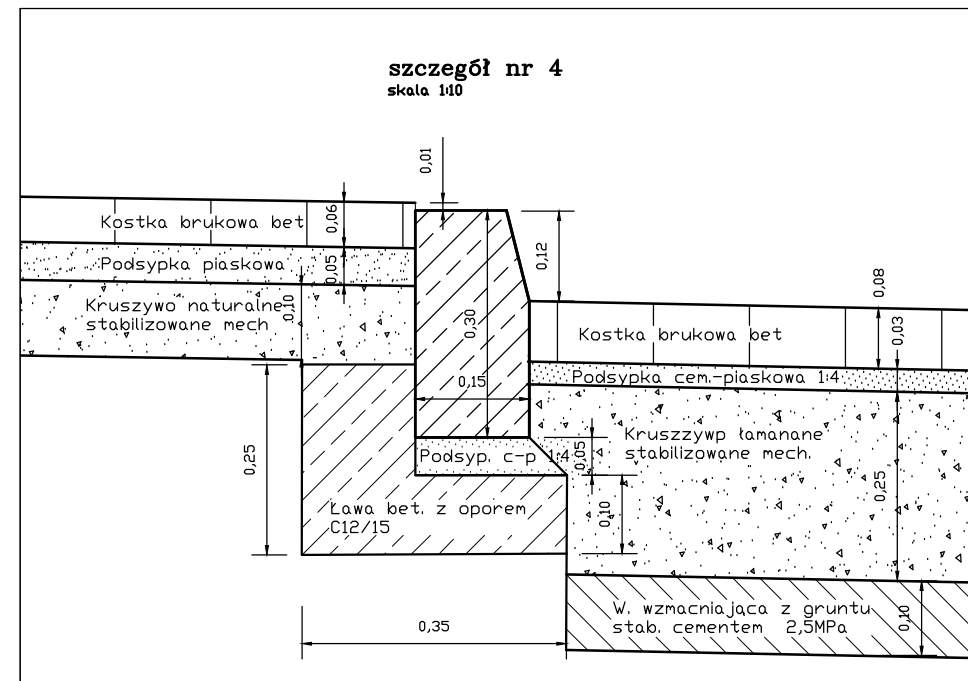 szczegół nr 4
skala 1:10
0,01
Kostka brukowa bet
0,06
0,12
Podsypka piaskowa
0,05
0,08
Kruszywo naturalne
stabilizowane mech
0,10
0,30
Kostka brukowa bet
0,03
0,15
Podsypka cem.-piaskowa 1:4
0,25
Podsyp. c-p 1:4
0,05
Kruszzywp łamanane
stabilizowane mech.
0,25
Ława bet. z oporem
C12/15
0,10
W. wzmacniająca z gruntu
stab. cementem 2,5MPa
0,10
0,35